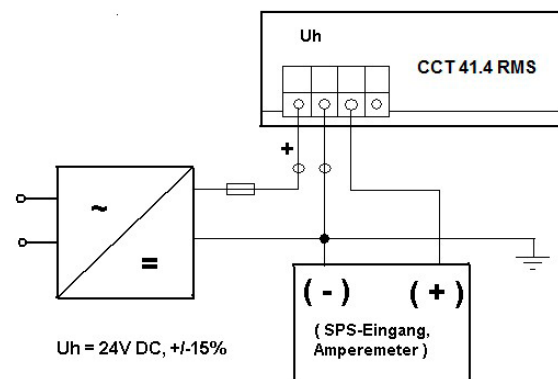 Uh
CCT 41.4 RMS
+
~
=
( - ) ( + )
( SPS-Eingang,
Amperemeter )
Uh = 24V DC, +/-15%